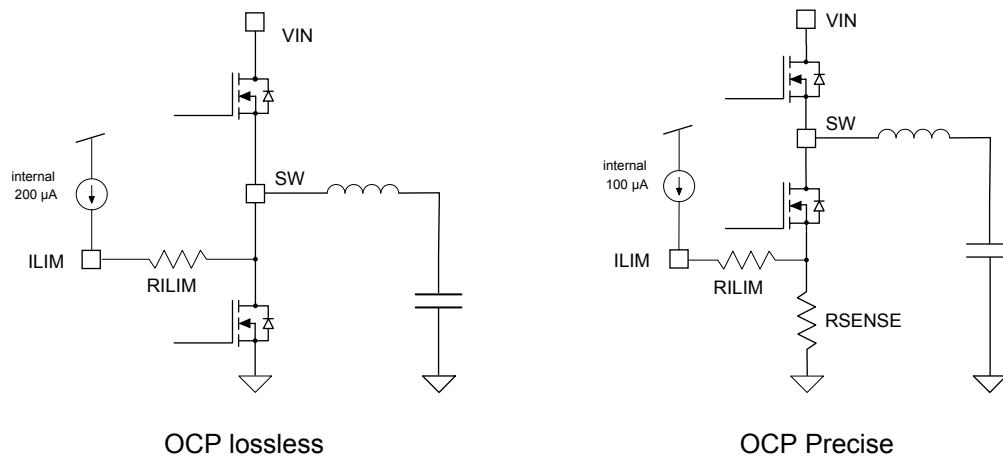 VIN
SW
internal
200 µA
ILIM
RILIM
OCP lossless
VIN
SW
internal
100 µA
ILIM
RILIM
RSENSE
OCP Precise